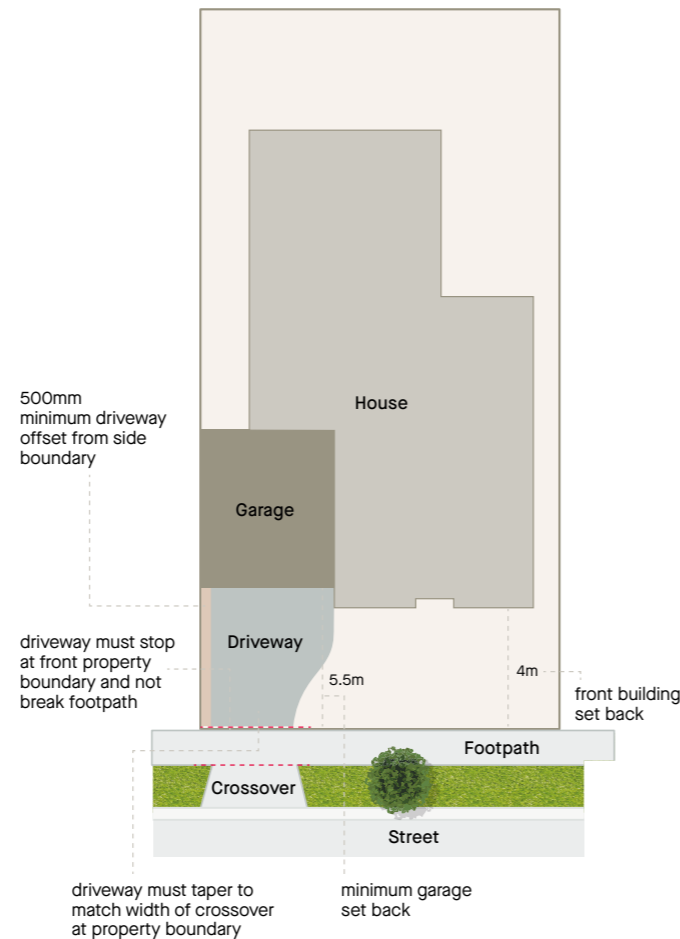 500mm
minimum driveway
offset from side
boundary
House
Garage
Driveway
driveway must stop
at front property
boundary and not
break footpath
5.5m
4m
front building
set back
Footpath
Crossover
Street
driveway must taper to
match width of crossover
at property boundary
minimum garage
set back